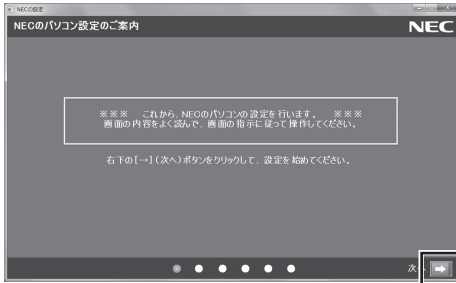 NECの設定
NECのパソコン設定のご案内
NEC
※※※ これから、NECのパソコンの設定を行います。 ※※※
画面の内容をよく読んで、画面の指示に従って操作してください。
右下の[→](次へ)ボタンをクリックして、設定を始めてください。
次へ